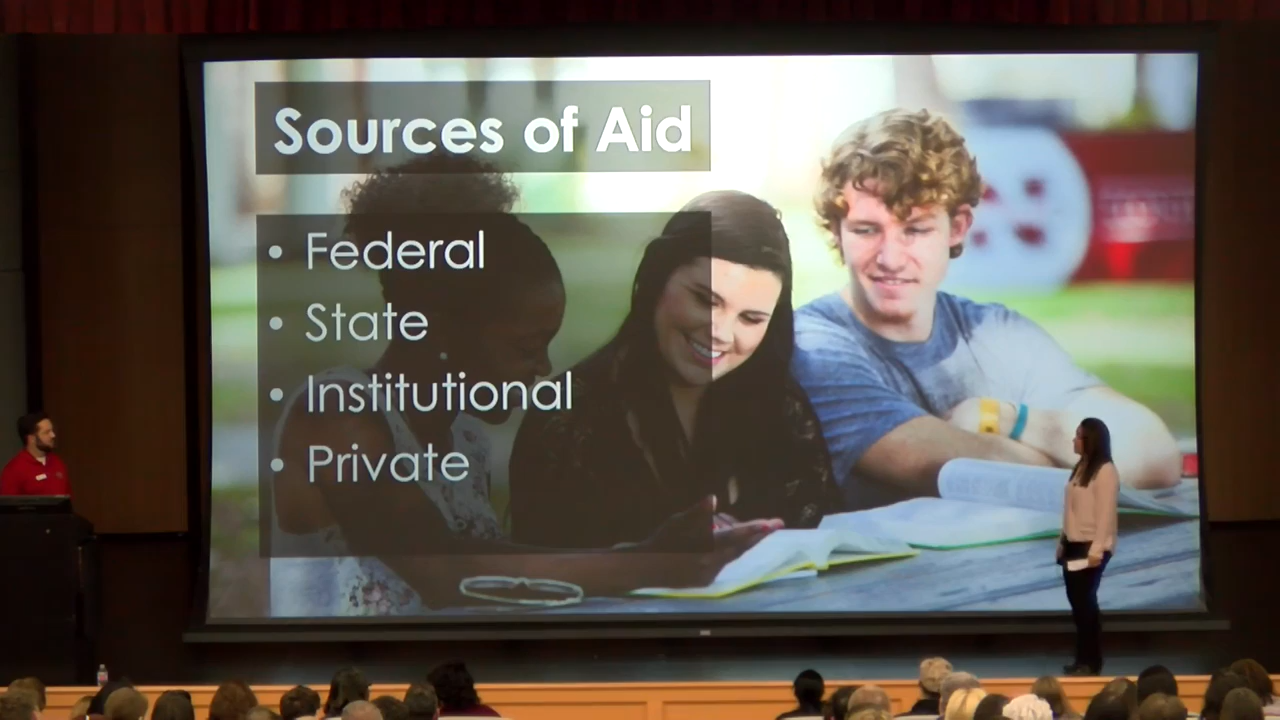 Sources of Aid
• Federal
• State
• Institutional
• Private